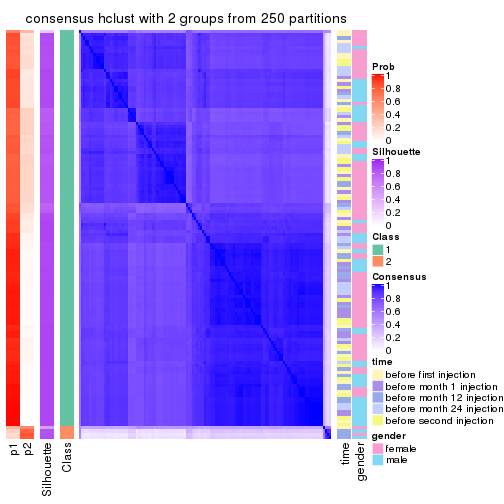 consensus hclust with 2 groups from 250 partitions
Prob
1
0.8
0.6
0.4
0.2
0
Silhouette
1
0.8
0.6
0.4
0.2
0
Class
1
2
Consensus
1
0.8
0.6
0.4
0.2
0
time
before first injection
before month 1 injection
before month 12 injection
before month 24 injection
before second injection
gender
female
male
p1
p2
Silhouette
Class
time
gender